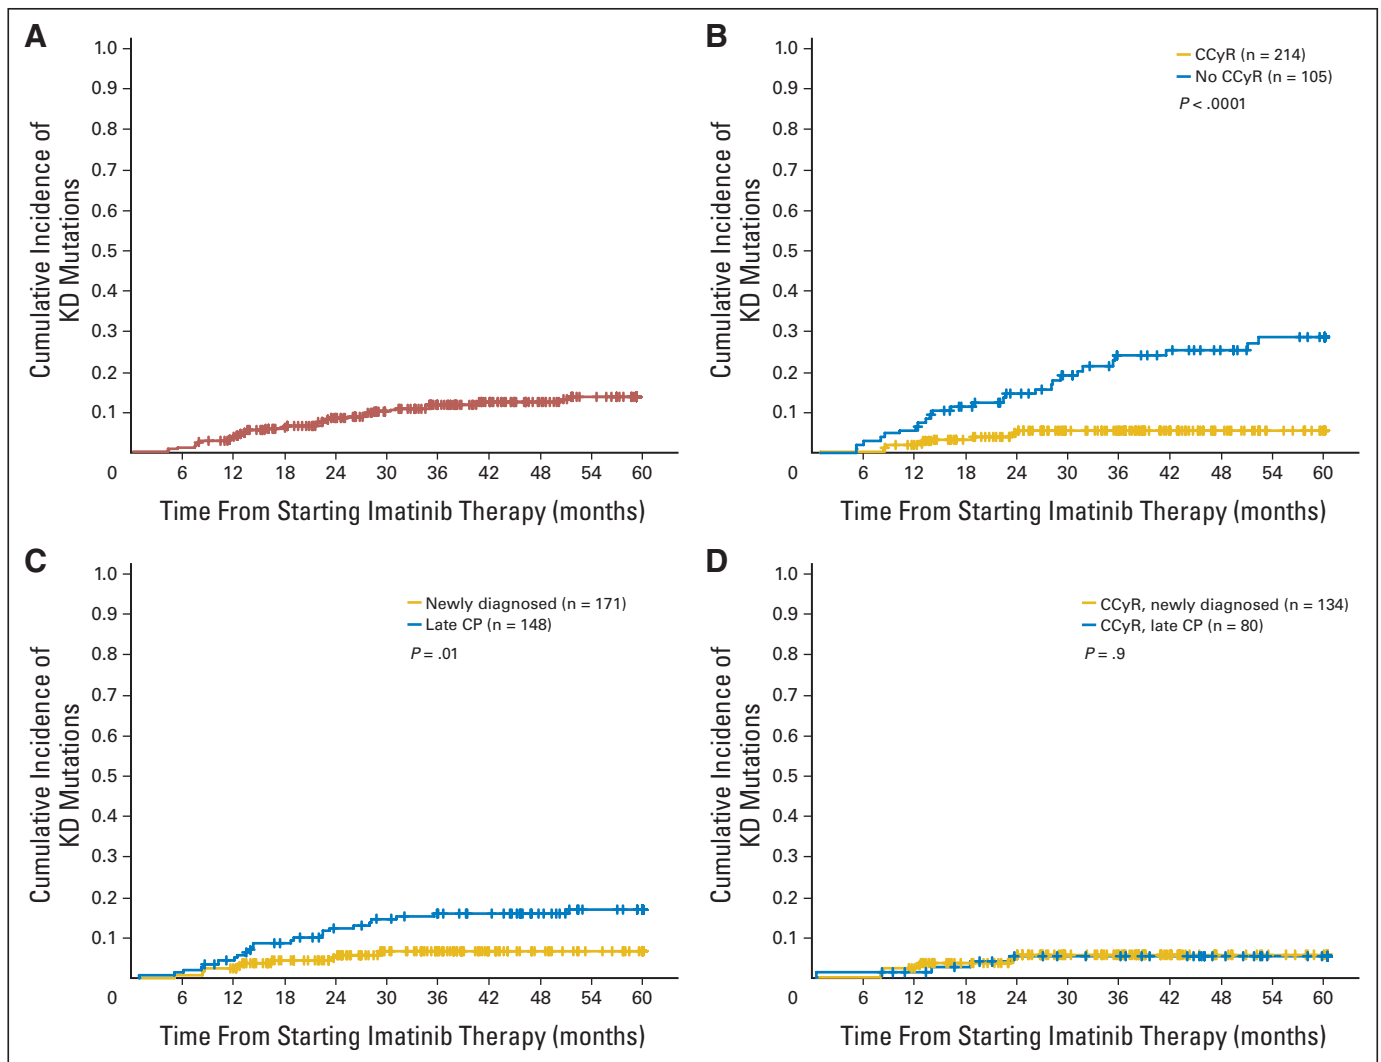 A
1.0
0.9
0.8
0.7
0.6
0.5
0.4
0.3
0.2
0.1
Cumulative Incidence of
KD Mutations
0 6 12 18 24 30 36 42 48 54 60
Time From Starting Imatinib Therapy (months)
B
1.0
0.9
0.8
0.7
0.6
0.5
0.4
0.3
0.2
0.1
Cumulative Incidence of
KD Mutations
CCyR (n = 214)
No CCyR (n = 105)
P < .0001
0 6 12 18 24 30 36 42 48 54 60
Time From Starting Imatinib Therapy (months)
C
1.0
0.9
0.8
0.7
0.6
0.5
0.4
0.3
0.2
0.1
Cumulative Incidence of
KD Mutations
Newly diagnosed (n = 171)
Late CP (n = 148)
P = .01
0 6 12 18 24 30 36 42 48 54 60
Time From Starting Imatinib Therapy (months)
D
1.0
0.9
0.8
0.7
0.6
0.5
0.4
0.3
0.2
0.1
Cumulative Incidence of
KD Mutations
CCyR, newly diagnosed (n = 134)
CCyR, late CP (n = 80)
P = .9
0 6 12 18 24 30 36 42 48 54 60
Time From Starting Imatinib Therapy (months)